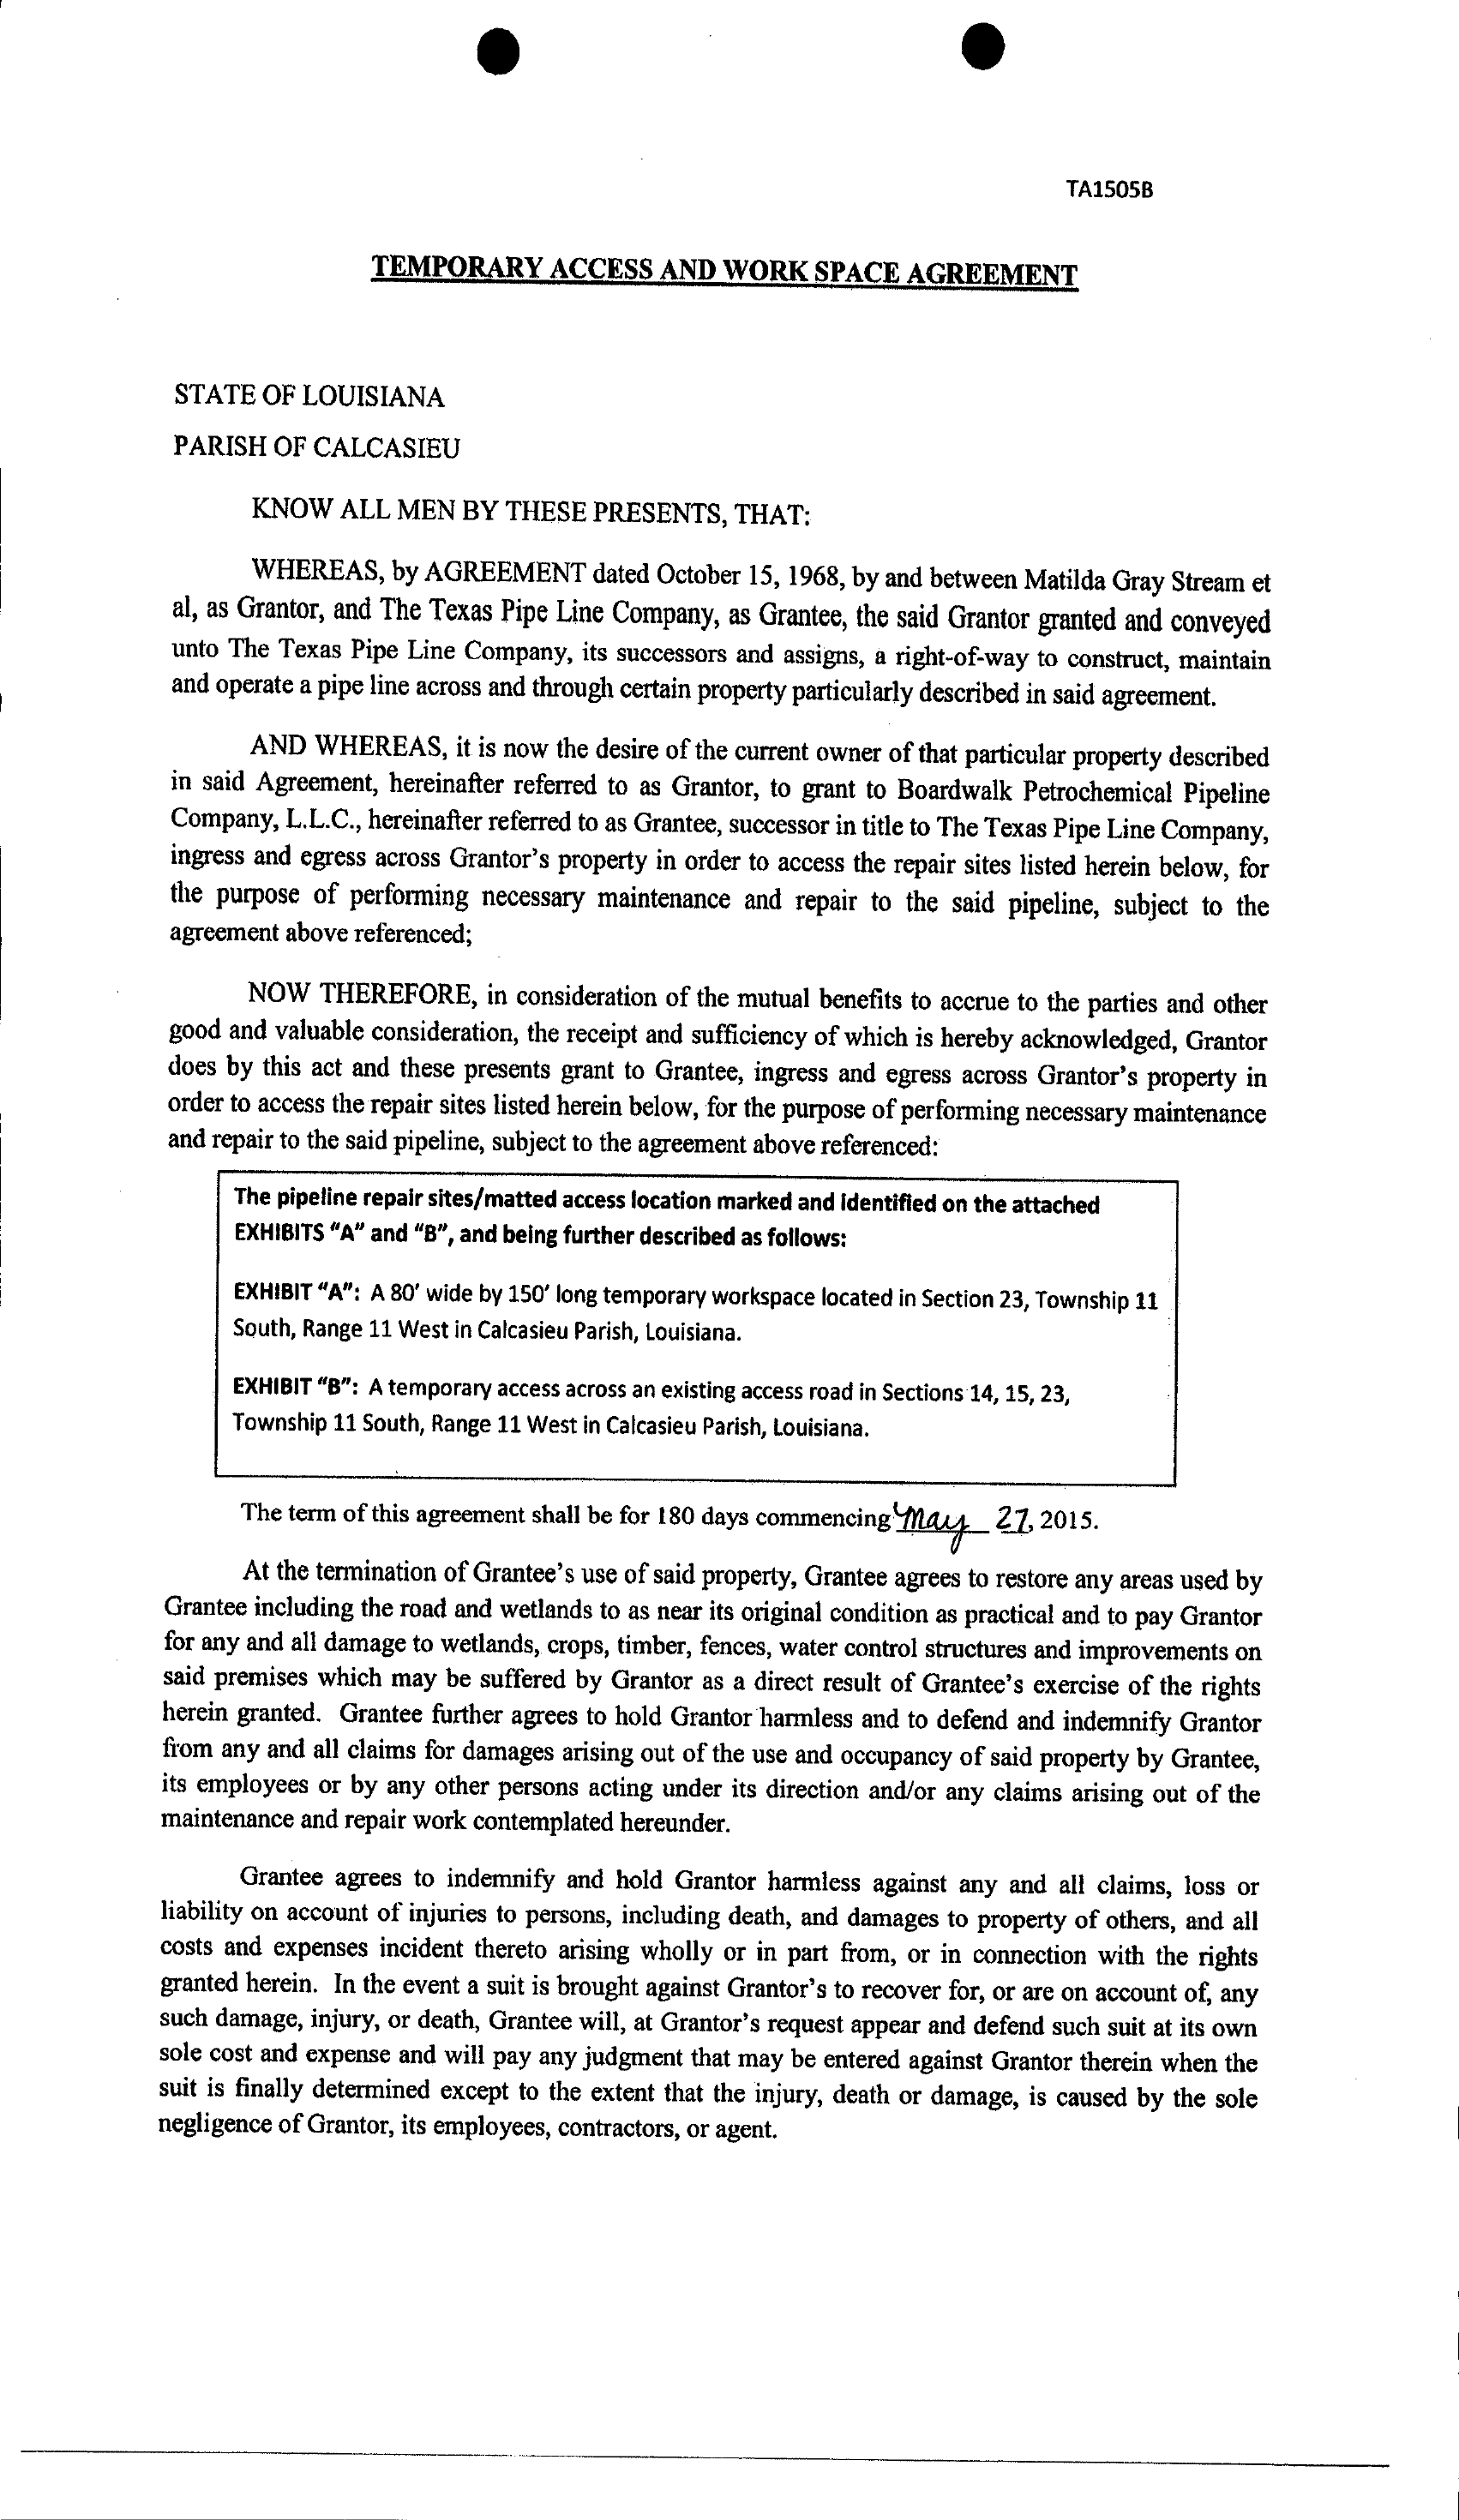 TA1505B
TEMPORARY ACCESS AND WORK SPACE AGREEMENT
STATE OF LOUISIANA
PARISH OF CALCASIEU
KNOW ALL MEN BY THESE PRESENTS, THAT:
WHEREAS, by AGREEMENT dated October 15, 1968, by and between Matilda Gray Stream et
al, as Grantor, and The Texas Pipe Line Company, as Grantee, the said Grantor granted and conveyed
unto The Texas Pipe Line Company, its successors and assigns, a right-of-way to construct, maintain
and operate a pipe line across and through certain property particularly described in said agreement.
AND WHEREAS, it is now the desire of the current owner of that particular property described
in said Agreement, hereinafter referred to as Grantor, to grant to Boardwalk Petrochemical Pipeline
Company, L.L.C., hereinafter referred to as Grantee, successor in title to The Texas Pipe Line Company,
ingress and egress across Grantor's property in order to access the repair sites listed herein below, for
the purpose of performing necessary maintenance and repair to the said pipeline, subject to the
agreement above referenced;
NOW THEREFORE, in consideration of the mutual benefits to accrue to the parties and other
good and valuable consideration, the receipt and sufficiency of which is hereby acknowledged, Grantor
does by this act and these presents grant to Grantee, ingress and egress across Grantor's property in
order to access the repair sites listed herein below, for the purpose of performing necessary maintenance
and repair to the said pipeline, subject to the agreement above referenced:
The pipeline repair sites/matted access location marked and identified on the attached
EXHIBITS "A" and "B", and being further described as follows:
EXHIBIT "A": A 80' wide by 150' long temporary workspace located in Section 23, Township 11
South, Range 11 West in Calcasieu Parish, Louisiana.
EXHIBIT "B": A temporary access across an existing access road in Sections 14, 15, 23,
Township 11 South, Range 11 West in Calcasieu Parish, Louisiana.
The term of this agreement shall be for 180 days commencing May 27, 2015.
At the termination of Grantee's use of said property, Grantee agrees to restore any areas used by
Grantee including the road and wetlands to as near its original condition as practical and to pay Grantor
for any and all damage to wetlands, crops, timber, fences, water control structures and improvements on
said premises which may be suffered by Grantor as a direct result of Grantee's exercise of the rights
herein granted. Grantee further agrees to hold Grantor harmless and to defend and indemnify Grantor
from any and all claims for damages arising out of the use and occupancy of said property by Grantee,
its employees or by any other persons acting under its direction and/or any claims arising out of the
maintenance and repair work contemplated hereunder.
Grantee agrees to indemnify and hold Grantor harmless against any and all claims, loss or
liability on account of injuries to persons, including death, and damages to property of others, and all
costs and expenses incident thereto arising wholly or in part from, or in connection with the rights
granted herein. In the event a suit is brought against Grantor's to recover for, or are on account of, any
such damage, injury, or death, Grantee will, at Grantor's request appear and defend such suit at its own
sole cost and expense and will pay any judgment that may be entered against Grantor therein when the
suit is finally determined except to the extent that the injury, death or damage, is caused by the sole
negligence of Grantor, its employees, contractors, or agent.